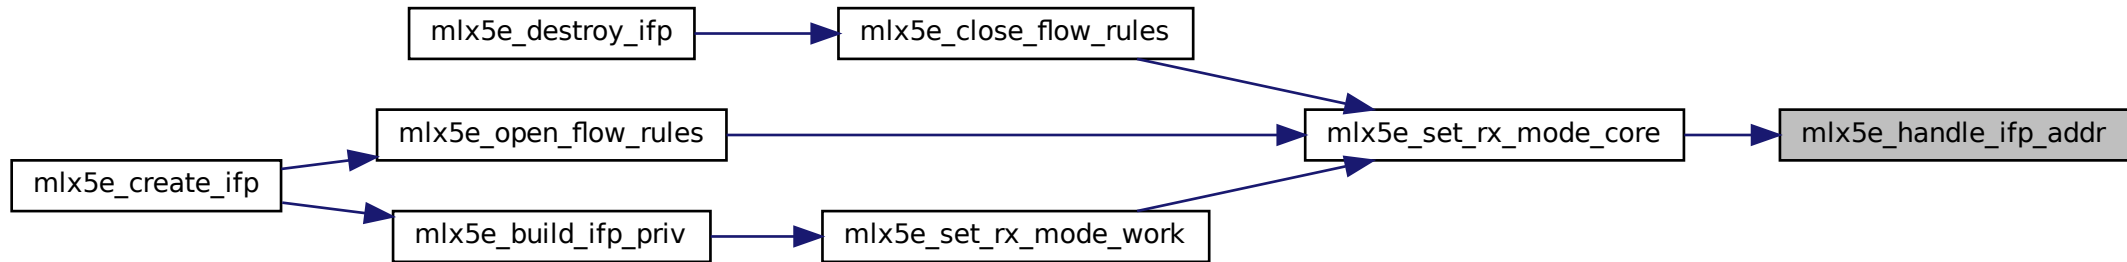 mlx5e_destroy_ifp
mlx5e_close_flow_rules
mlx5e_open_flow_rules
mlx5e_set_rx_mode_core
mlx5e_handle_ifp_addr
mlx5e_create_ifp
mlx5e_build_ifp_priv
mlx5e_set_rx_mode_work